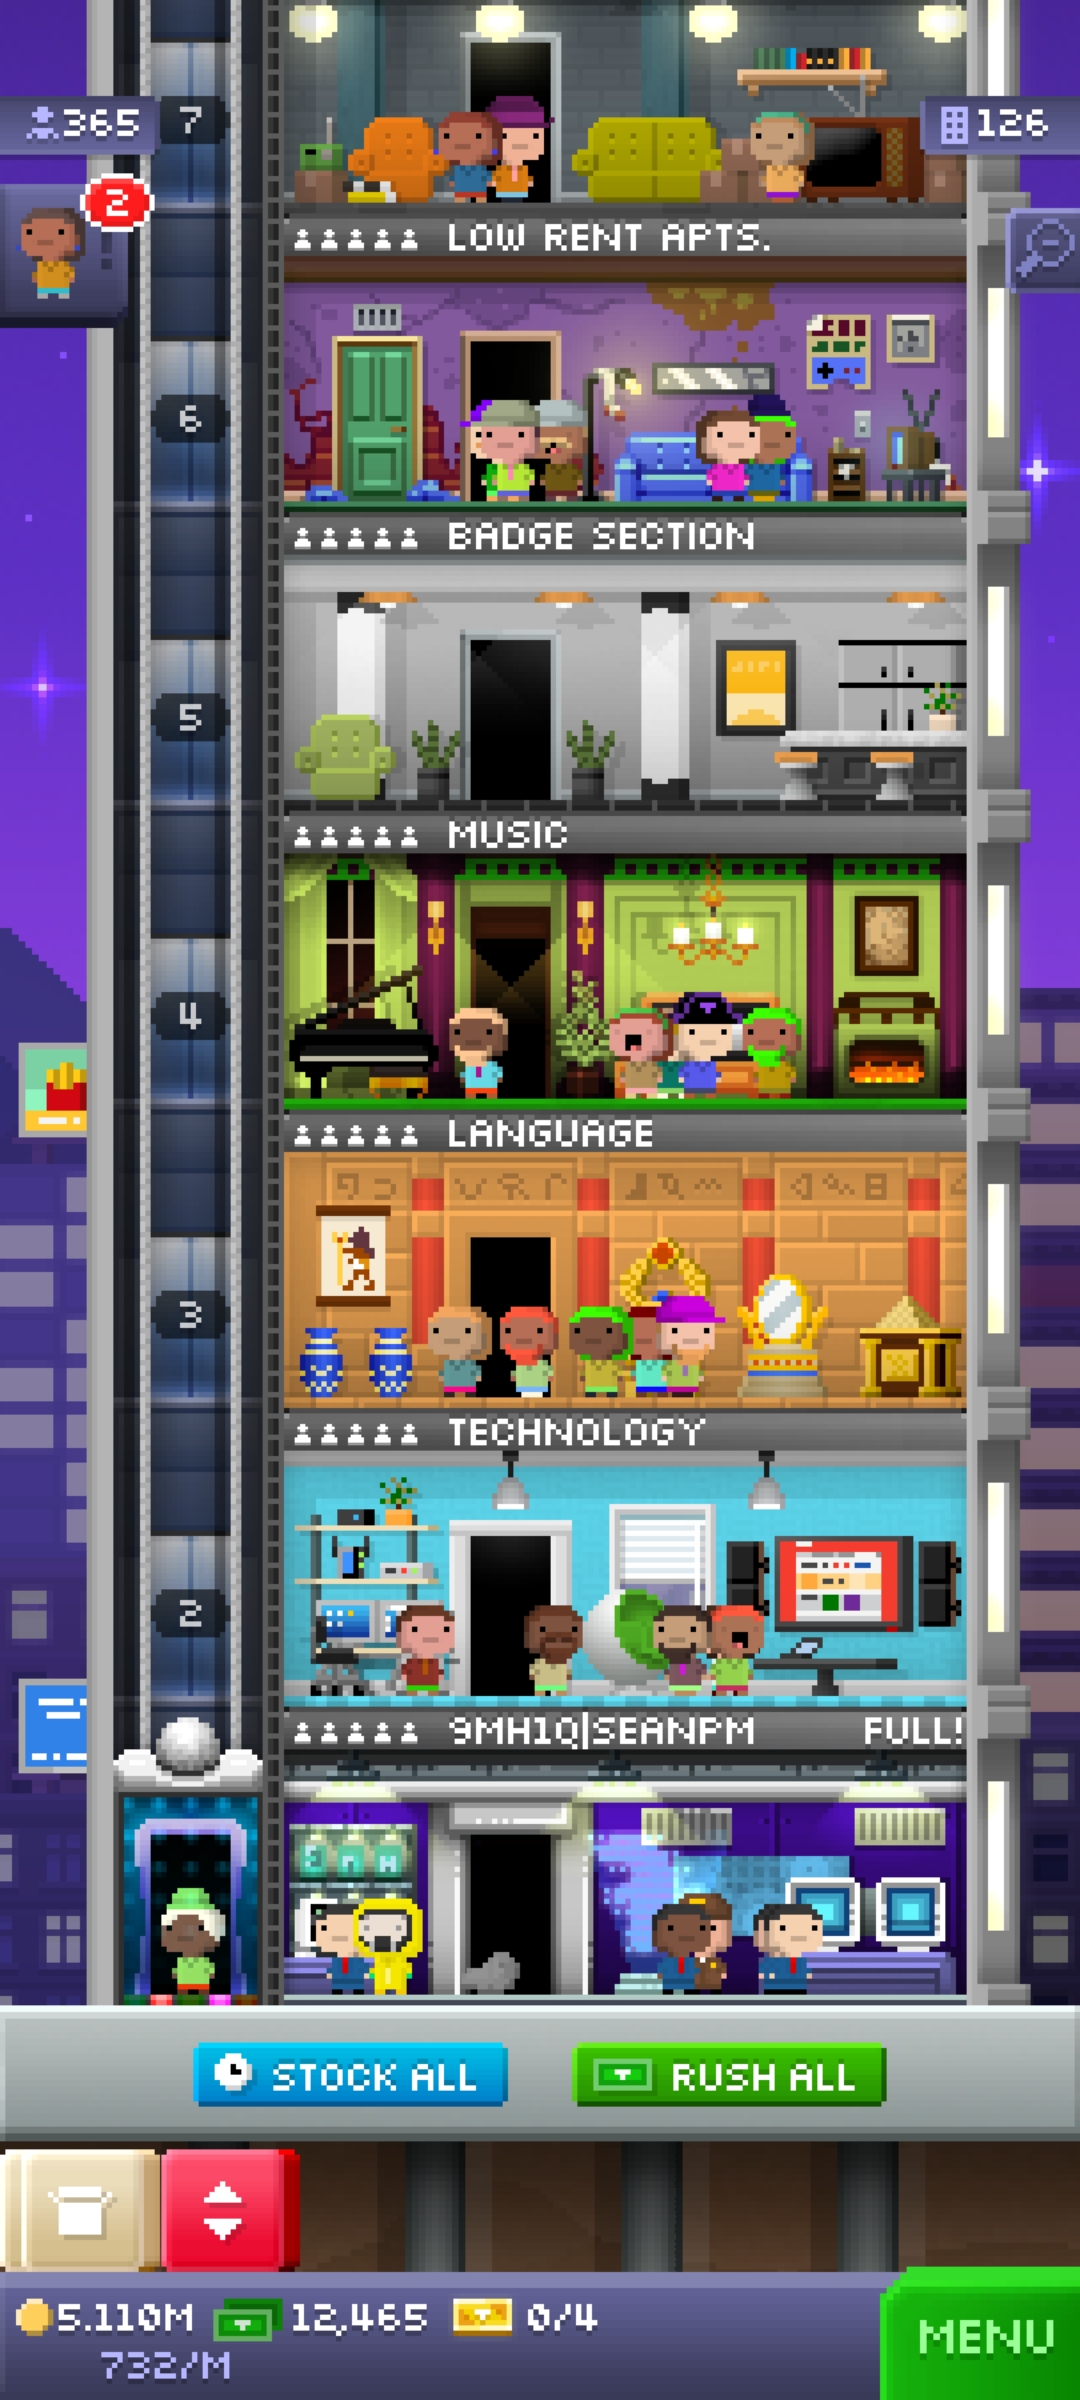 7
365
126
2
LOW RENT APTS.
6
BADGE SECTION
5
MUSIC
4
LANGUAGE
3
TECHNOLOGY
2
9MH1Q|SEANPM FULL!
STOCK ALL
RUSH ALL
5.110M 12,465 0/4
732/M
MENU